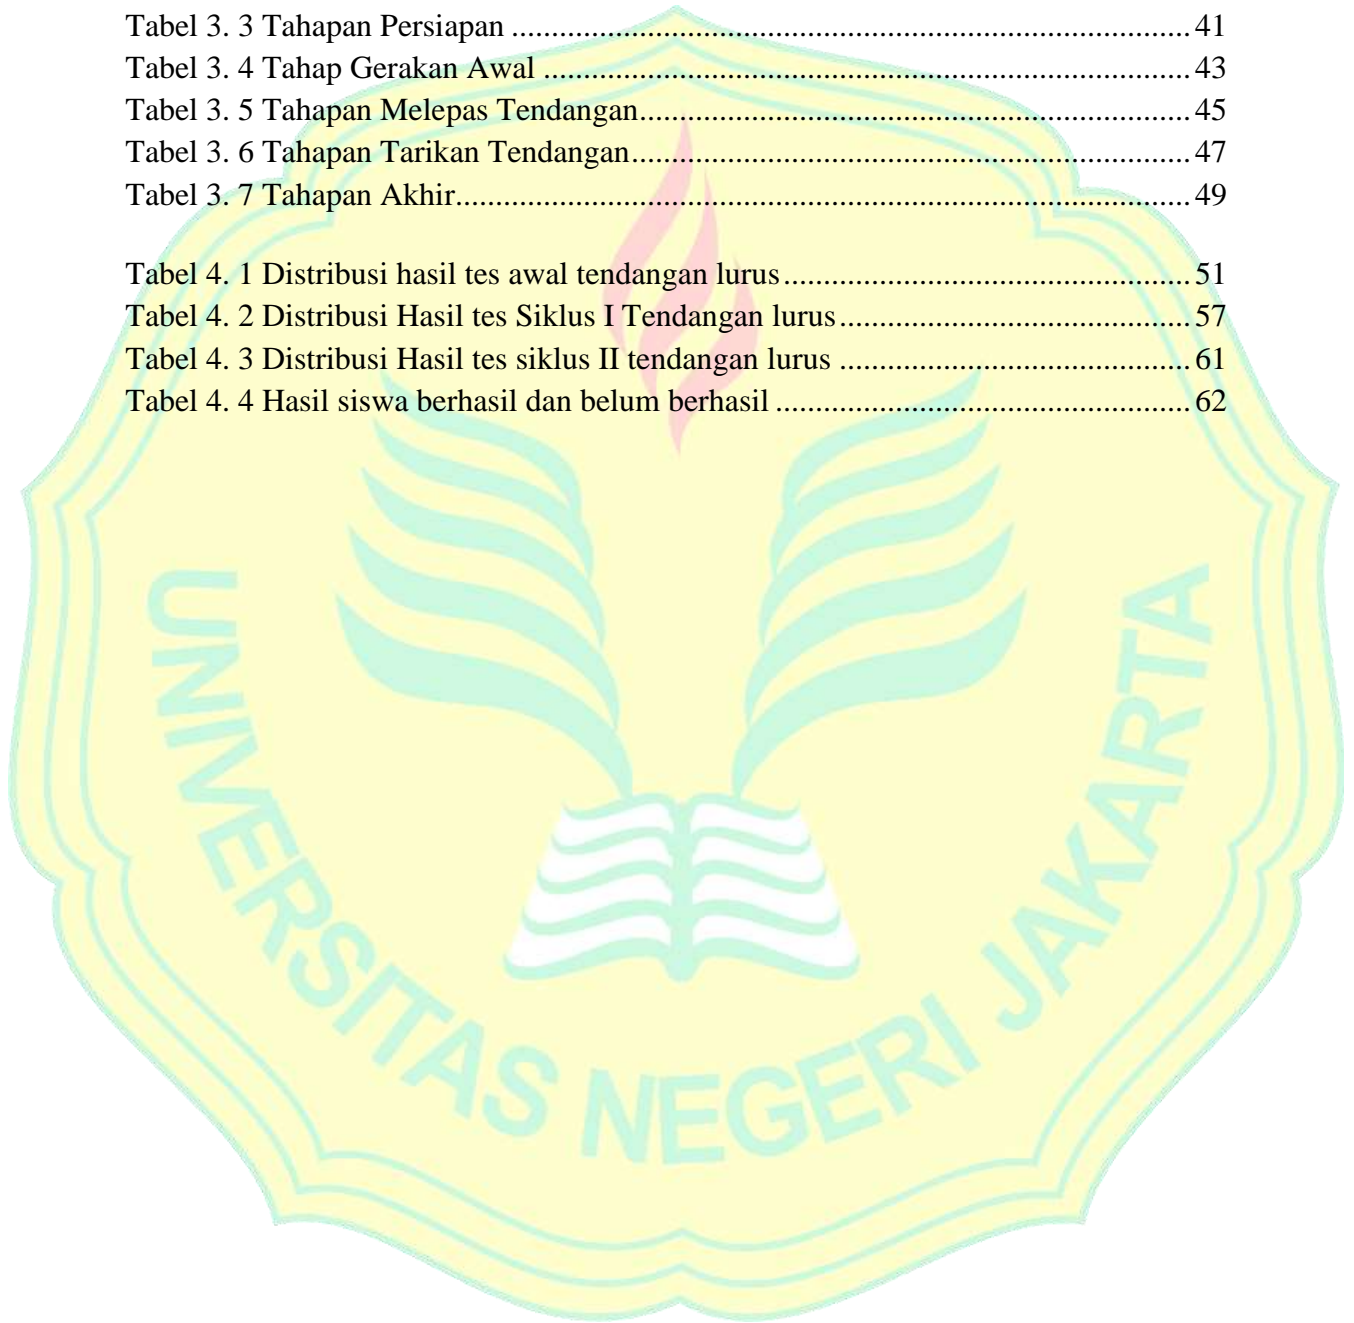 Tabel 3. 3 Tahapan Persiapan ........................................................................... 41
Tabel 3. 4 Tahap Gerakan Awal ................................................................................. 43
Tabel 3. 5 Tahapan Melepas Tendangan..................................................................... 45
Tabel 3. 6 Tahapan Tarikan Tendangan...................................................................... 47
Tabel 3. 7 Tahapan Akhir............................................................................................ 49
Tabel 4. 1 Distribusi hasil tes awal tendangan lurus................................................... 51
Tabel 4. 2 Distribusi Hasil tes Siklus I Tendangan lurus............................................ 57
Tabel 4. 3 Distribusi Hasil tes siklus II tendangan lurus ............................................ 61
Tabel 4. 4 Hasil siswa berhasil dan belum berhasil .................................................... 62
UNIVERSITAS NEGERI JAKARTA